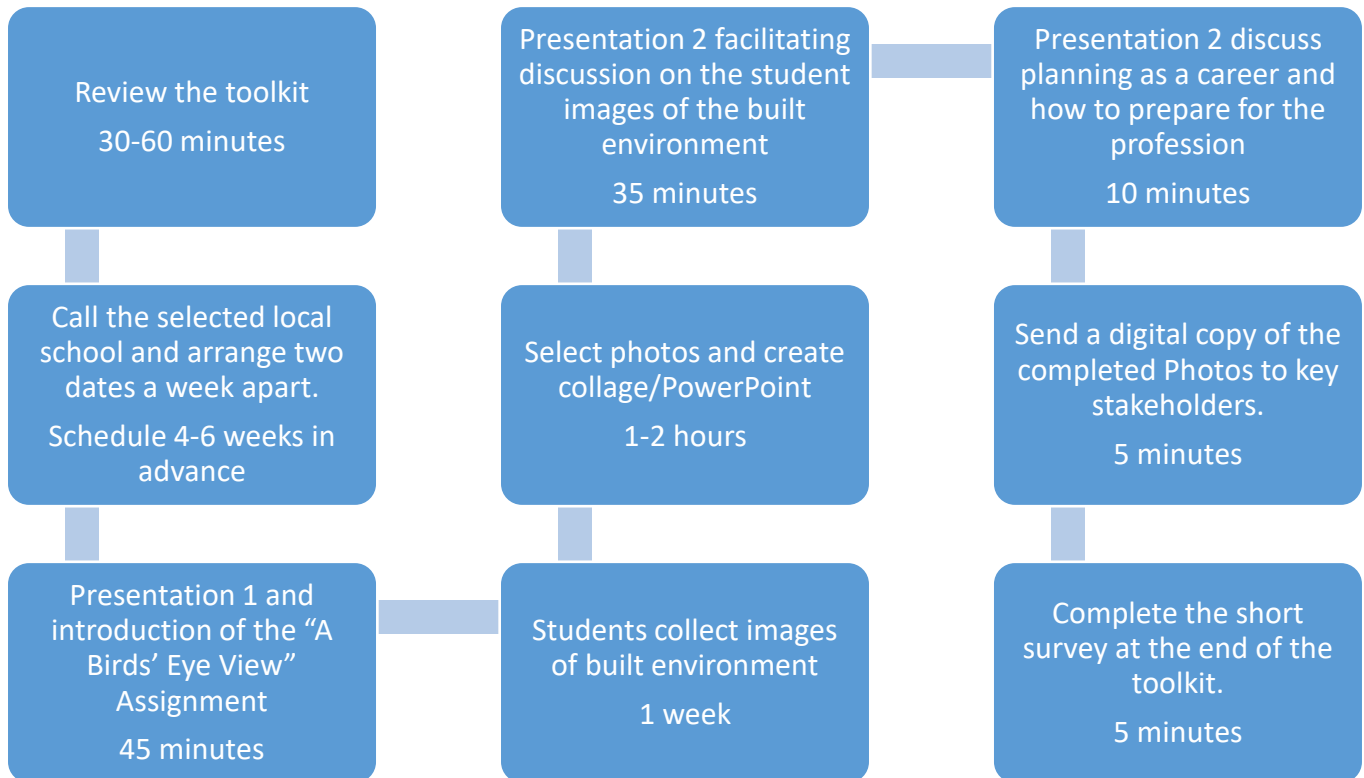 Review the toolkit
30-60 minutes
Call the selected local
school and arrange two
dates a week apart.
Schedule 4-6 weeks in
advance
Presentation 1 and
introduction of the “A
Birds’ Eye View”
Assignment
45 minutes
Students collect images
of built environment
1 week
Select photos and create
collage/PowerPoint
1-2 hours
Presentation 2 facilitating
discussion on the student
images of the built
environment
35 minutes
Presentation 2 discuss
planning as a career and
how to prepare for the
profession
10 minutes
Send a digital copy of the
completed Photos to key
stakeholders.
5 minutes
Complete the short
survey at the end of the
toolkit.
5 minutes